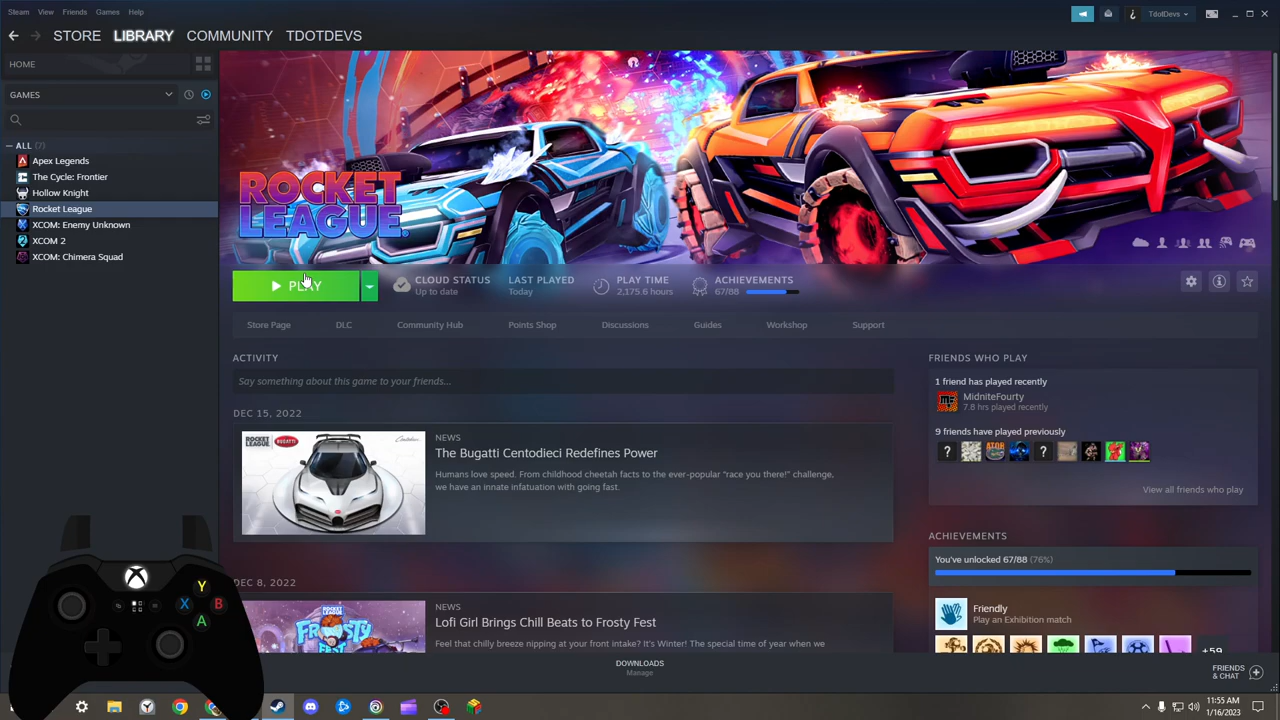 Steam View Friends Games Help
TdotDevs
STORE LIBRARY COMMUNITY TDOTDEVS
HOME
GAMES
ALL (7)
Apex Legends
The Cycle: Frontier
Hollow Knight
Rocket League
XCOM: Enemy Unknown
XCOM 2
XCOM: Chimera Squad
ROCKET
LEAGUE.
PLAY
CLOUD STATUS
Up to date
LAST PLAYED
Today
PLAY TIME
2,175.6 hours
ACHIEVEMENTS
67/88
Store Page DLC Community Hub Points Shop Discussions Guides Workshop Support
ACTIVITY
Say something about this game to your friends...
DEC 15, 2022
ROCKET LEAGUE
BUGATTI
NEWS
The Bugatti Centodieci Redefines Power
Humans love speed. From childhood cheetah facts to the ever-popular "race you there!" challenge,
we have an innate infatuation with going fast.
DEC 8, 2022
ROCKET LEAGUE
FROSTY
FEST
NEWS
Lofi Girl Brings Chill Beats to Frosty Fest
Feel that chilly breeze nipping at your front intake? It's Winter! The special time of year when we
FRIENDS WHO PLAY
1 friend has played recently
MidniteFourty
7.8 hrs played recently
9 friends have played previously
? ?
View all friends who play
ACHIEVEMENTS
You've unlocked 67/88 (76%)
Friendly
Play an Exhibition match
+59
Y
X B
A
DOWNLOADS
Manage
FRIENDS
& CHAT
11:55 AM
1/16/2023